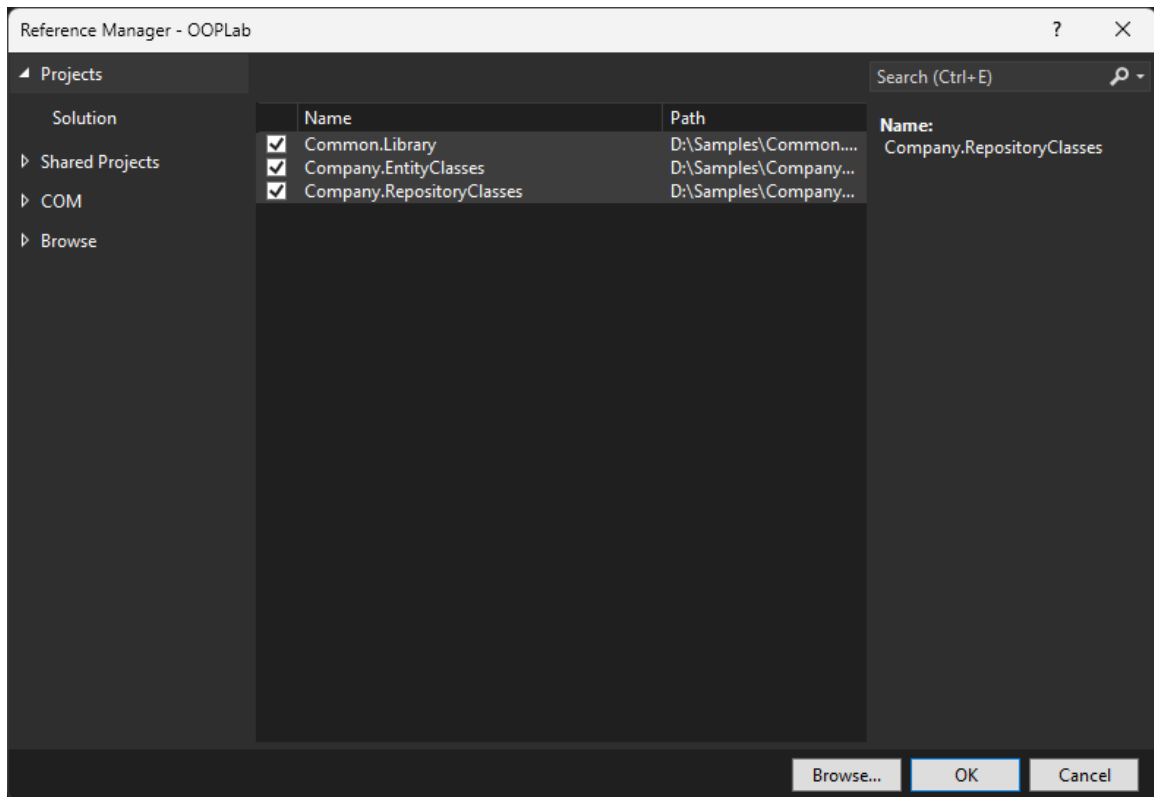 Reference Manager - OOPLab
?
Projects
Search (Ctrl+E)
Solution
Shared Projects
COM
Browse
Name Path
Common.Library D:\Samples\Common....
Company.EntityClasses D:\Samples\Company...
Company.RepositoryClasses D:\Samples\Company...
Name:
Company.RepositoryClasses
Browse... OK Cancel